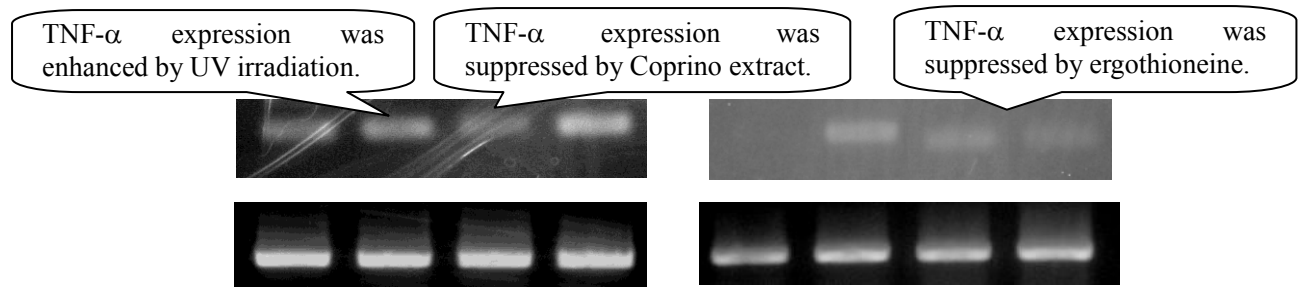 TNF-α expression was
enhanced by UV irradiation.
TNF-α expression was
suppressed by Coprino extract.
TNF-α expression was
suppressed by ergothioneine.